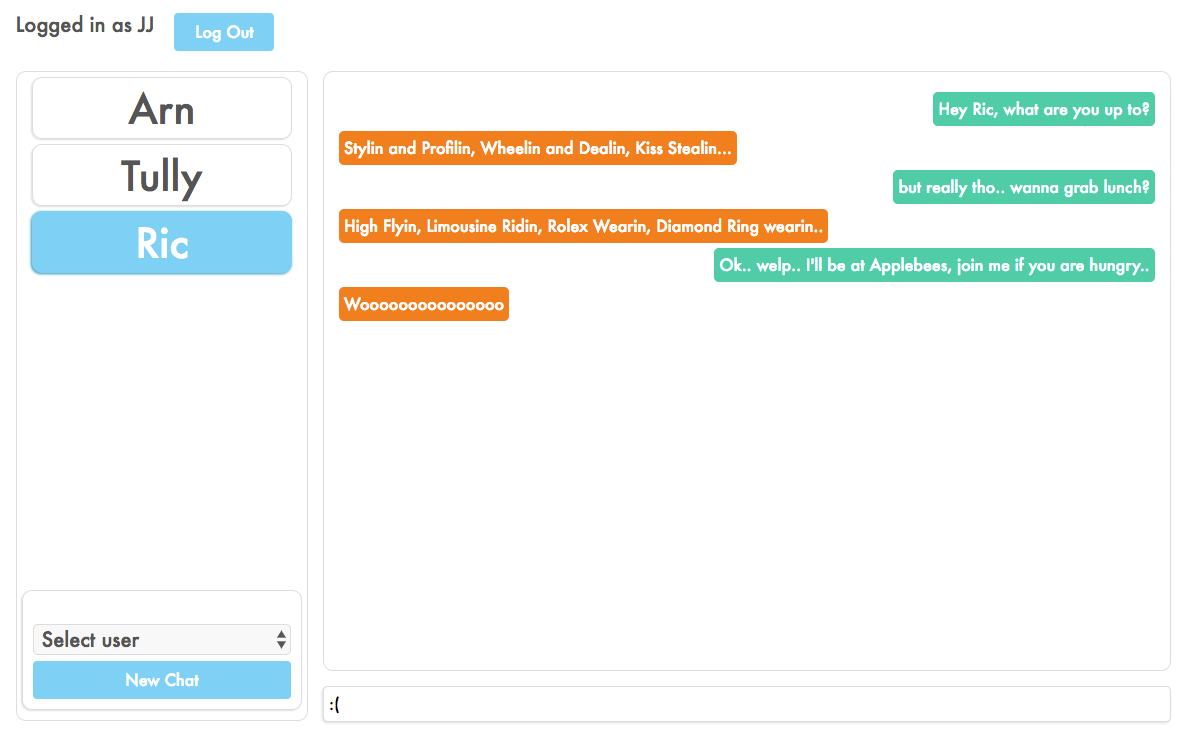 Logged in as JJ
Log Out
Arn
Tully
Ric
Select user
New Chat
Hey Ric, what are you up to?
Stylin and Profilin, Wheelin and Dealin, Kiss Stealin...
but really tho.. wanna grab lunch?
High Flyin, Limousine Ridin, Rolex Wearin, Diamond Ring wearin..
Ok.. welp.. I'll be at Applebees, join me if you are hungry..
Wooooooooooooooo
:(